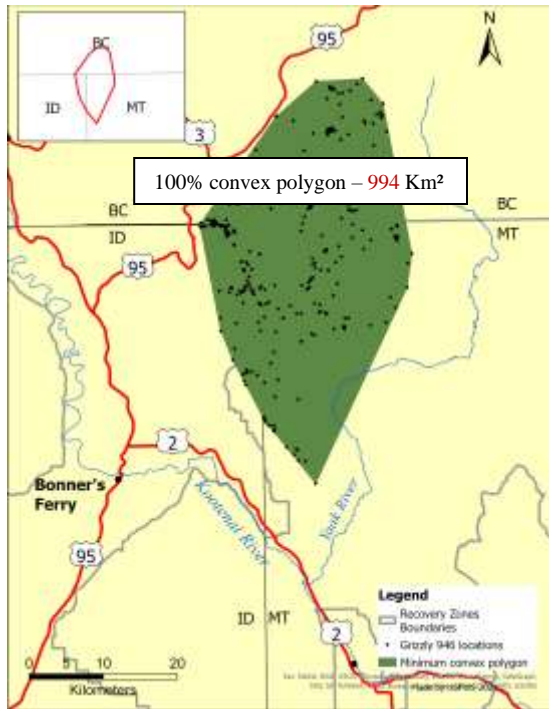 N
BC
95
ID
MT
3
100% convex polygon – 994 Km²
BC
BC
ID
MT
95
2
Bonner's
Ferry
Kootenai River
Yaak River
95
Legend
Recovery Zones
Boundaries
Grizzly 946 locations
Minimum convex polygon
ID
MT
2
0
5
10
20
Kilometers